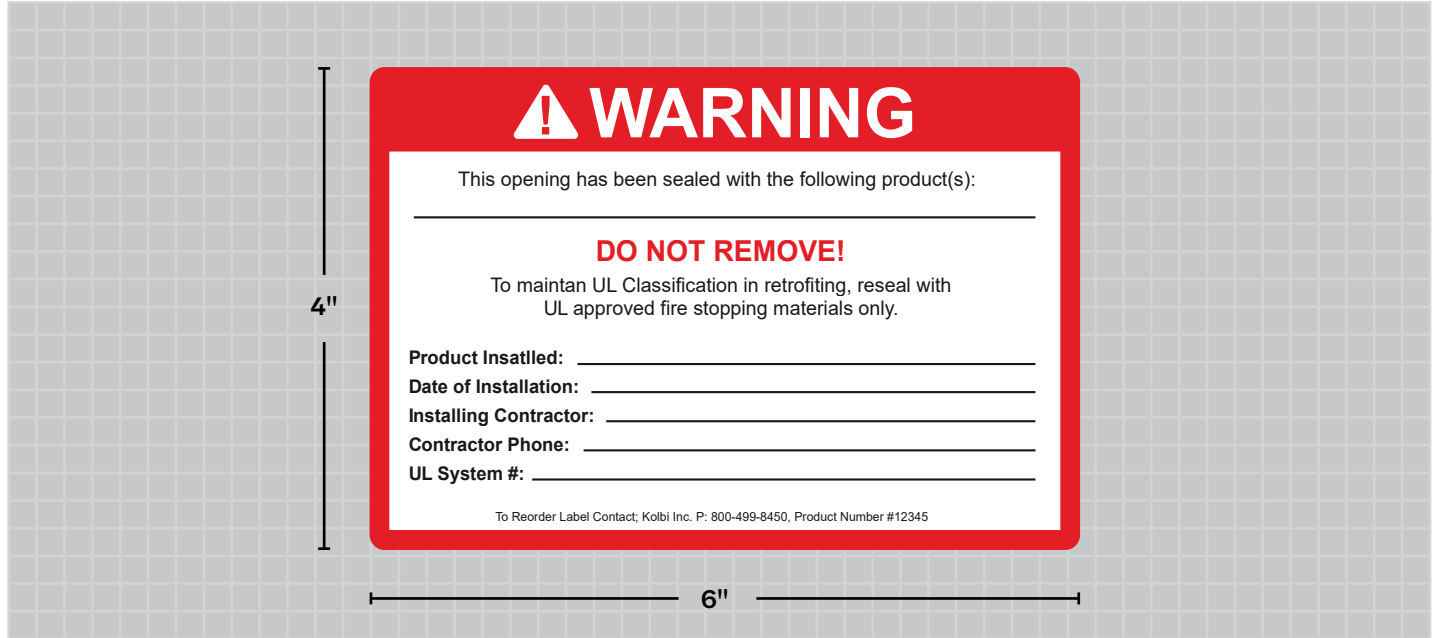 WARNING
This opening has been sealed with the following product(s):
DO NOT REMOVE!
To maintan UL Classification in retrofiting, reseal with
UL approved fire stopping materials only.
4"
Product Insatlled:
Date of Installation:
Installing Contractor:
Contractor Phone:
UL System #:
To Reorder Label Contact; Kolbi Inc. P: 800-499-8450, Product Number #12345
6"